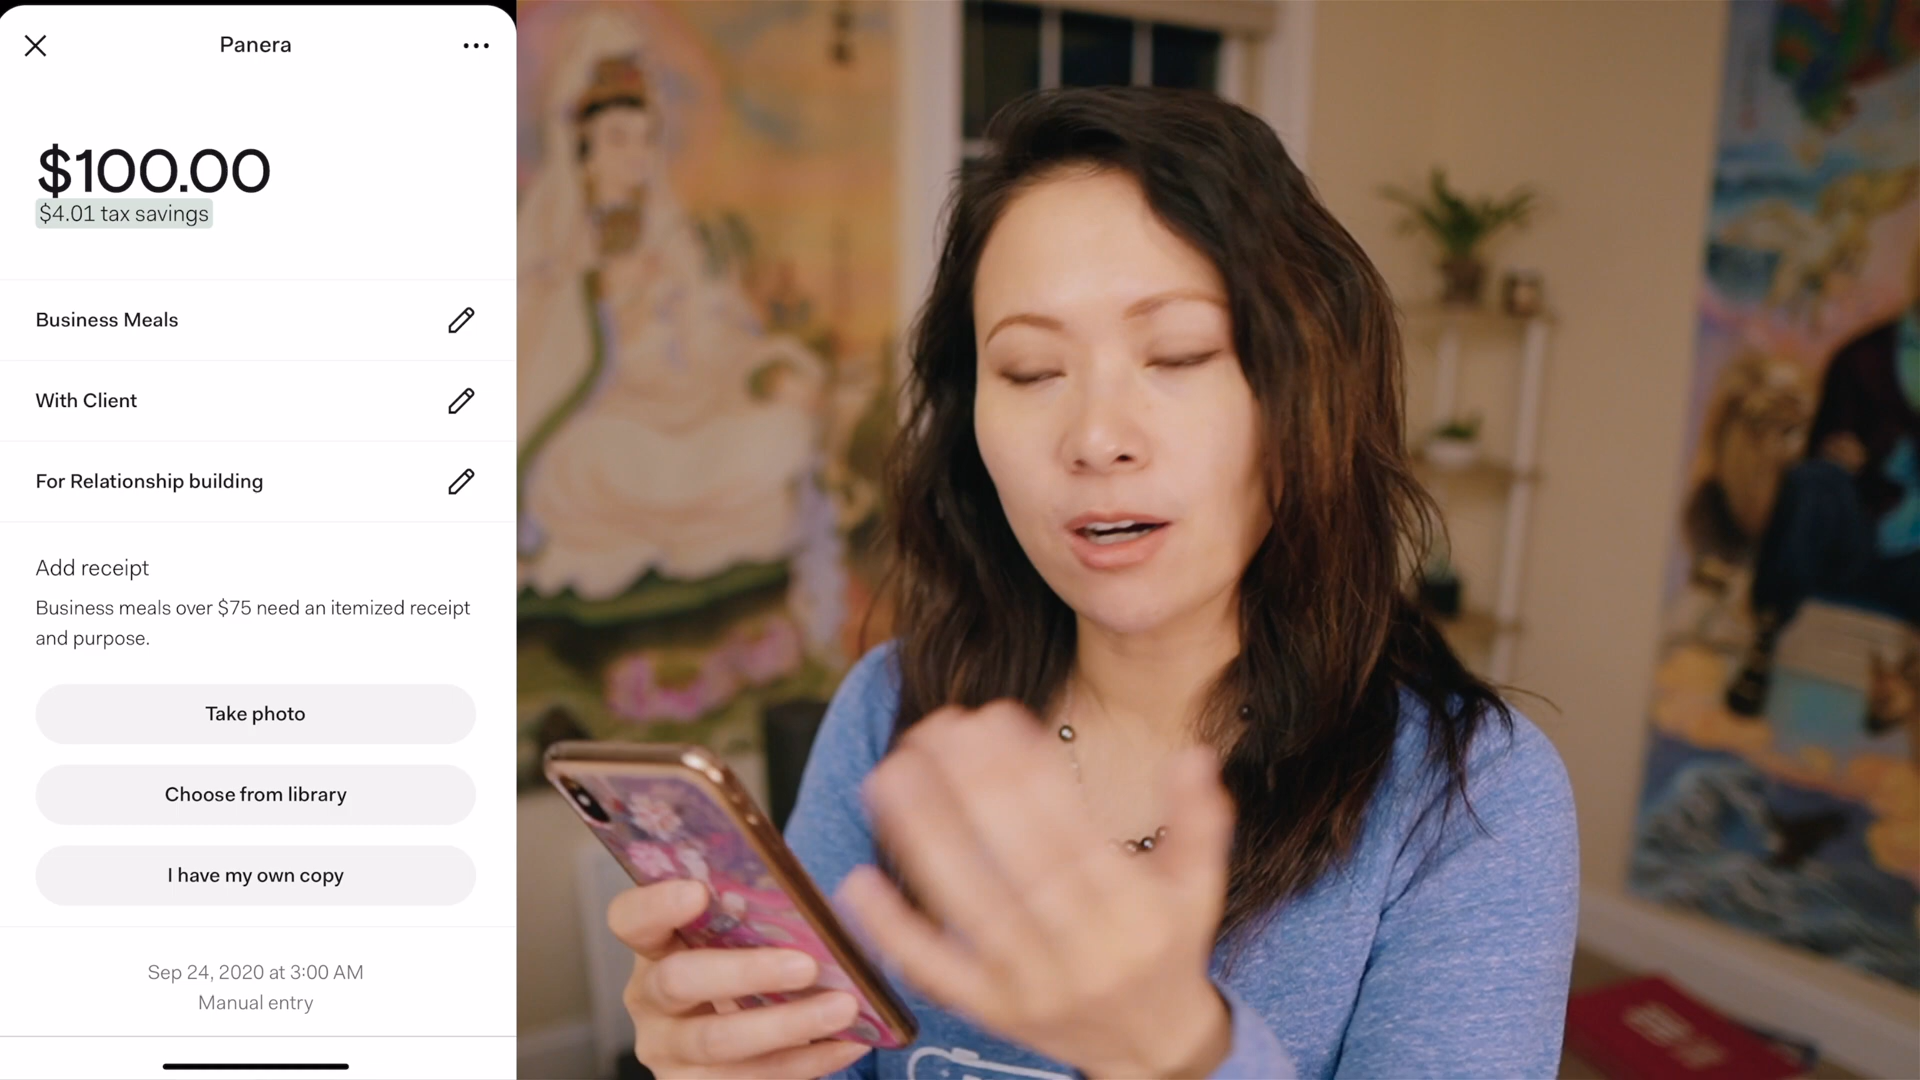 Panera
$100.00
$4.01 tax savings
Business Meals
With Client
For Relationship building
Add receipt
Business meals over $75 need an itemized receipt
and purpose.
Take photo
Choose from library
I have my own copy
Sep 24, 2020 at 3:00 AM
Manual entry